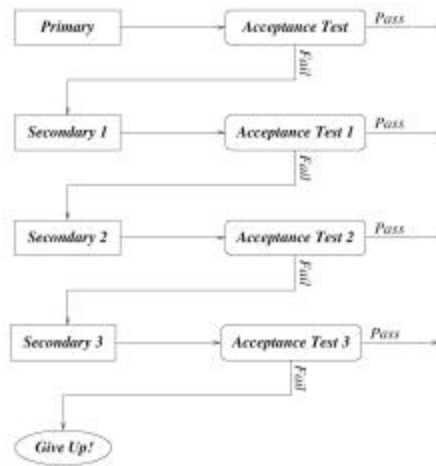 Primary
Acceptance Test
Pass
Fail
Secondary 1
Acceptance Test 1
Pass
Fail
Secondary 2
Acceptance Test 2
Pass
Fail
Secondary 3
Acceptance Test 3
Pass
Fail
Give Up!